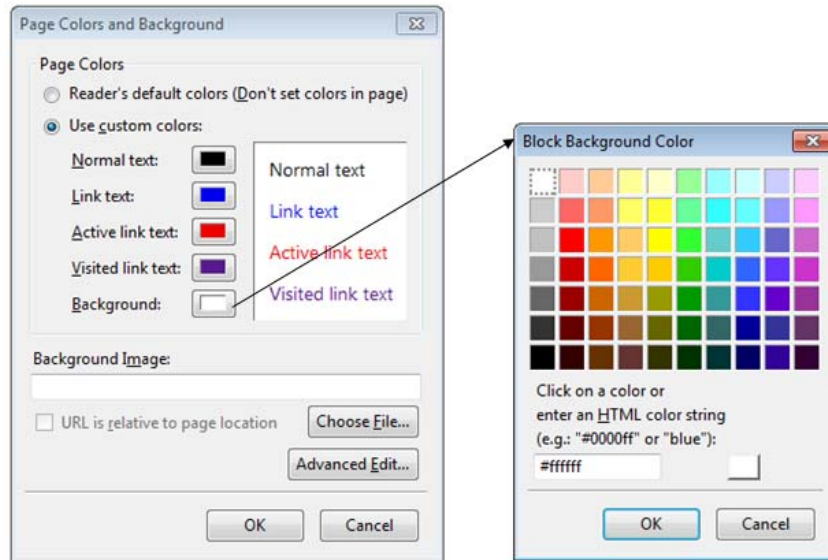 Page Colors and Background
Page Colors
Reader's default colors (Don't set colors in page)
Use custom colors:
Normal text:
Link text:
Active link text:
Visited link text:
Background:
Normal text
Link text
Active link text
Visited link text
Background Image:
URL is relative to page location
Choose File...
Advanced Edit...
OK
Cancel
Block Background Color
Click on a color or
enter an HTML color string
(e.g.: "#0000ff" or "blue"):
#ffffff
OK
Cancel